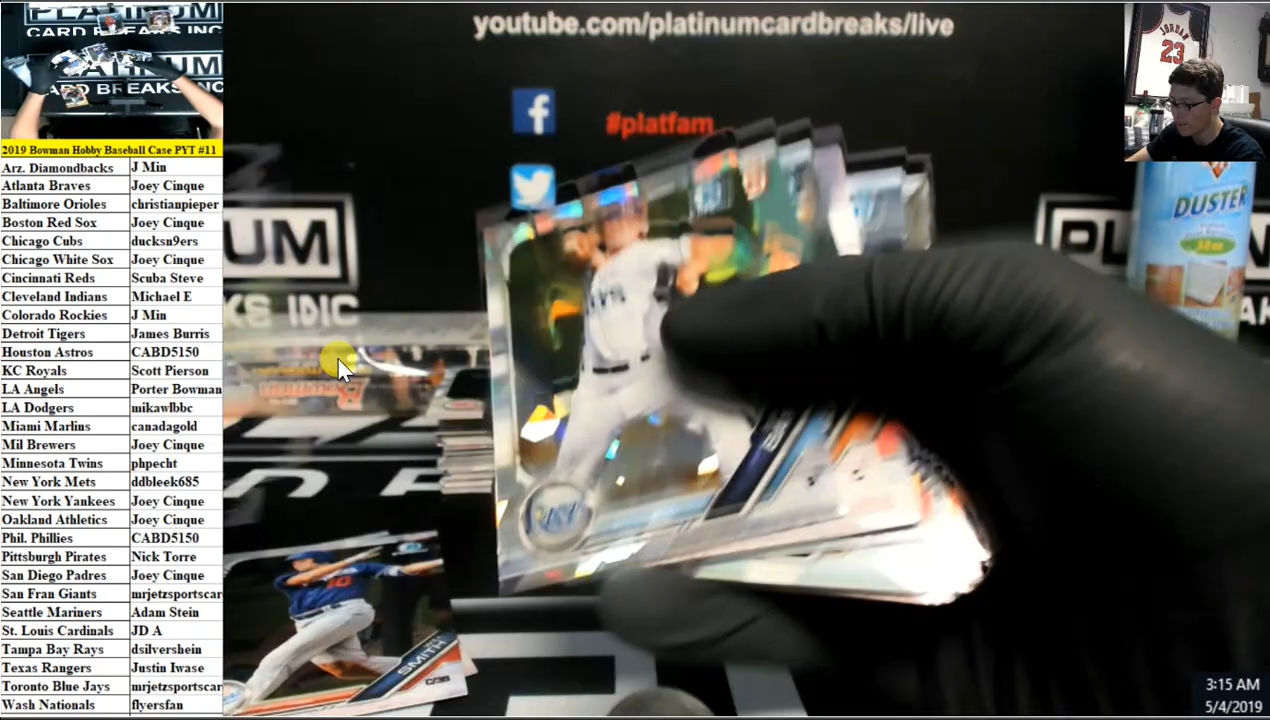 youtube.com/platinumcardbreaks/live
#platfam
CARD BREAKS INC
JORDAN
23
DUSTER
2019 Bowman Hobby Baseball Case PYT #11
Arz. Diamondbacks J Min
Atlanta Braves Joey Cinque
Baltimore Orioles christianpieper
Boston Red Sox Joey Cinque
Chicago Cubs ducksn9ers
Chicago White Sox Joey Cinque
Cincinnati Reds Scuba Steve
Cleveland Indians Michael E
Colorado Rockies J Min
Detroit Tigers James Burris
Houston Astros CABD5150
KC Royals Scott Pierson
LA Angels Porter Bowman
LA Dodgers mikawlbbc
Miami Marlins canadagold
Mil Brewers Joey Cinque
Minnesota Twins phpecht
New York Mets ddbleek685
New York Yankees Joey Cinque
Oakland Athletics Joey Cinque
Phil. Phillies CABD5150
Pittsburgh Pirates Nick Torre
San Diego Padres Joey Cinque
San Fran Giants mrjetzsportscar
Seattle Mariners Adam Stein
St. Louis Cardinals JD A
Tampa Bay Rays dsilvershein
Texas Rangers Justin Iwase
Toronto Blue Jays mrjetzsportscar
Wash Nationals flyersfan
UM
KS INC
SMITH
C/3B
3:15 AM
5/4/2019